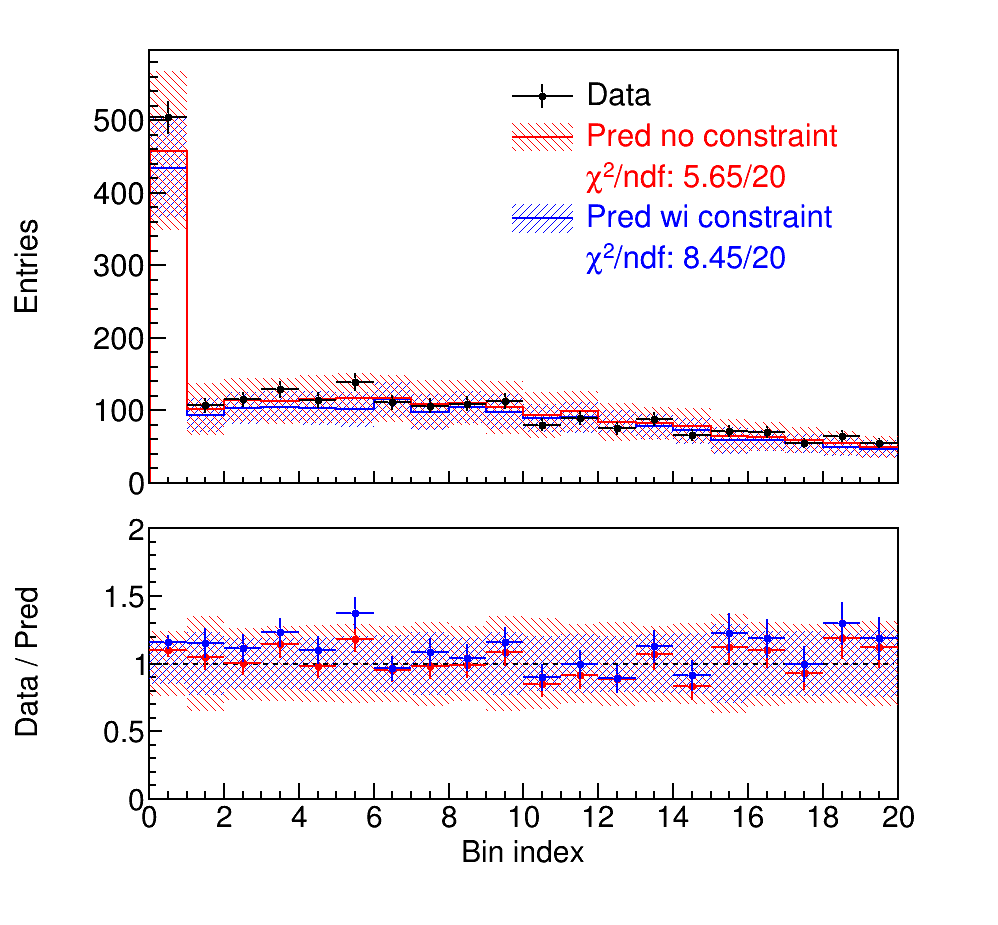 500
400
300
200
100
0
Entries
Data
Pred no constraint
χ²/ndf: 5.65/20
Pred wi constraint
χ²/ndf: 8.45/20
2
1.5
1
0.5
0
Data / Pred
0 2 4 6 8 10 12 14 16 18 20
Bin index